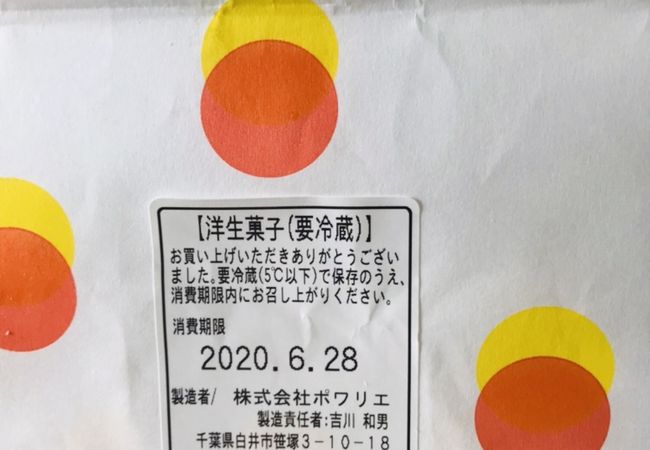 【洋生菓子(要冷蔵)】
お買い上げいただきありがとうござい
ました。要冷蔵(5℃以下)で保存のうえ、
消費期限内にお召し上がりください。
消費期限
2020.6.28
製造者/ 株式会社ポワリエ
製造責任者:吉川 和男
千葉県白井市笹塚3-10-18